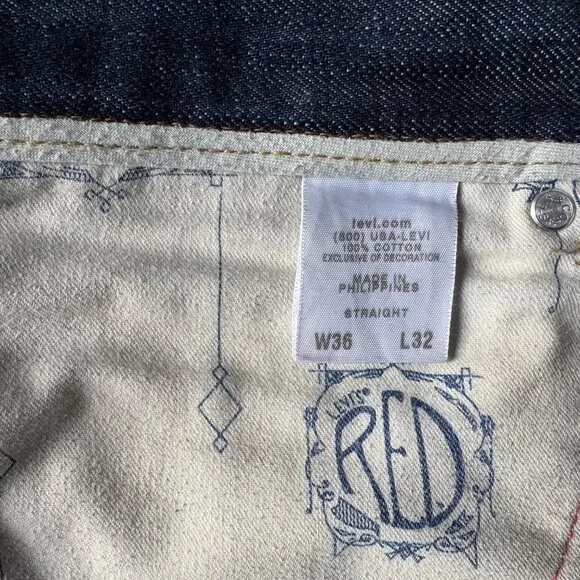 levi.com
(800) USA-LEVI
100% COTTON
EXCLUSIVE OF DECORATION
MADE IN
PHILIPPINES
STRAIGHT
W36 L32
LEVI'S®
RED